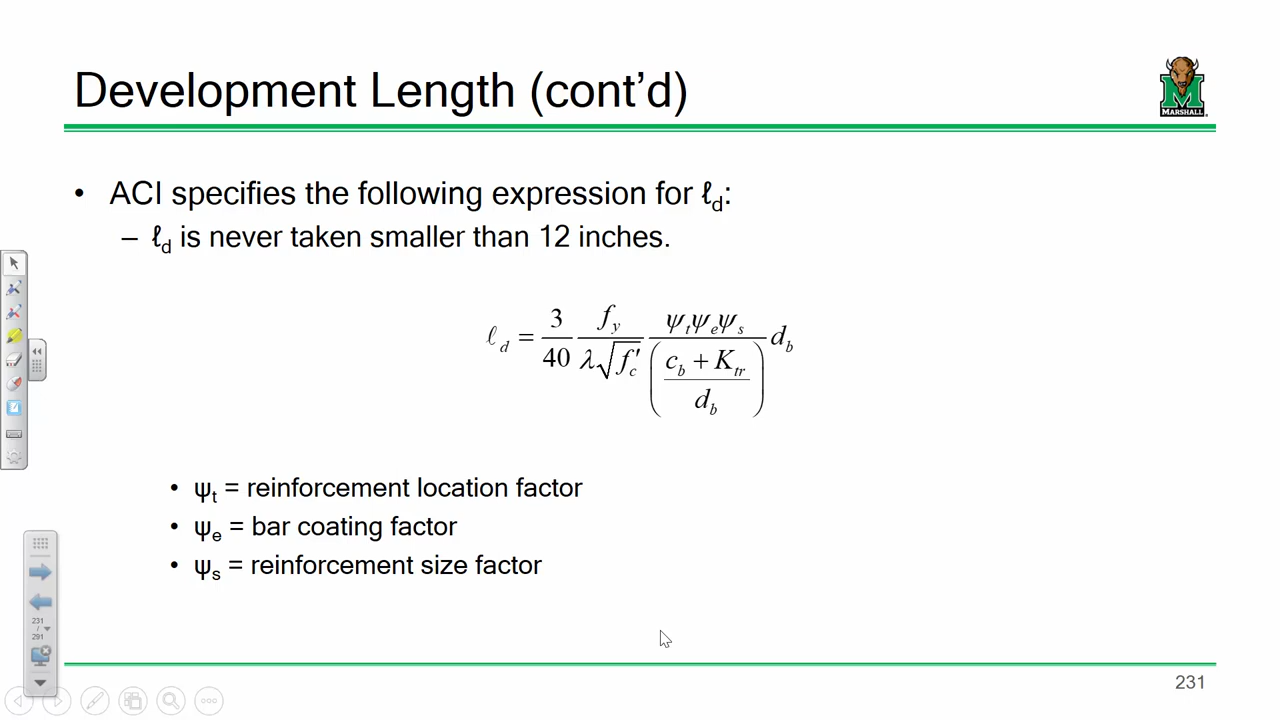 Development Length (cont’d)
MARSHALL
• ACI specifies the following expression for ℓd:
– ℓd is never taken smaller than 12 inches.
ℓd = 3/40 fy/(λ√f′c) ψtψeψs/((cb + Ktr)/db) db
• ψt = reinforcement location factor
• ψe = bar coating factor
• ψs = reinforcement size factor
231
/
291
231